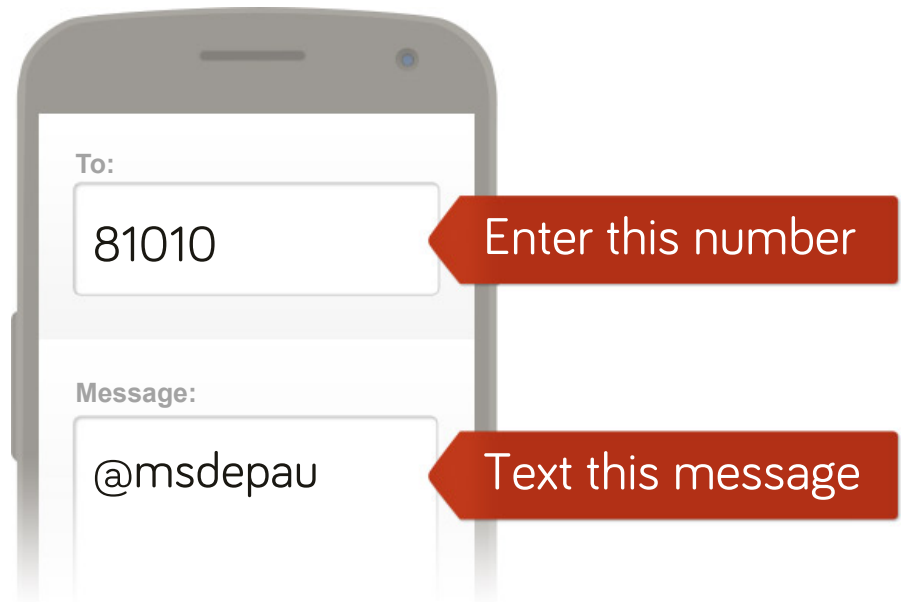 To:
81010
Enter this number
Message:
@msdepau
Text this message